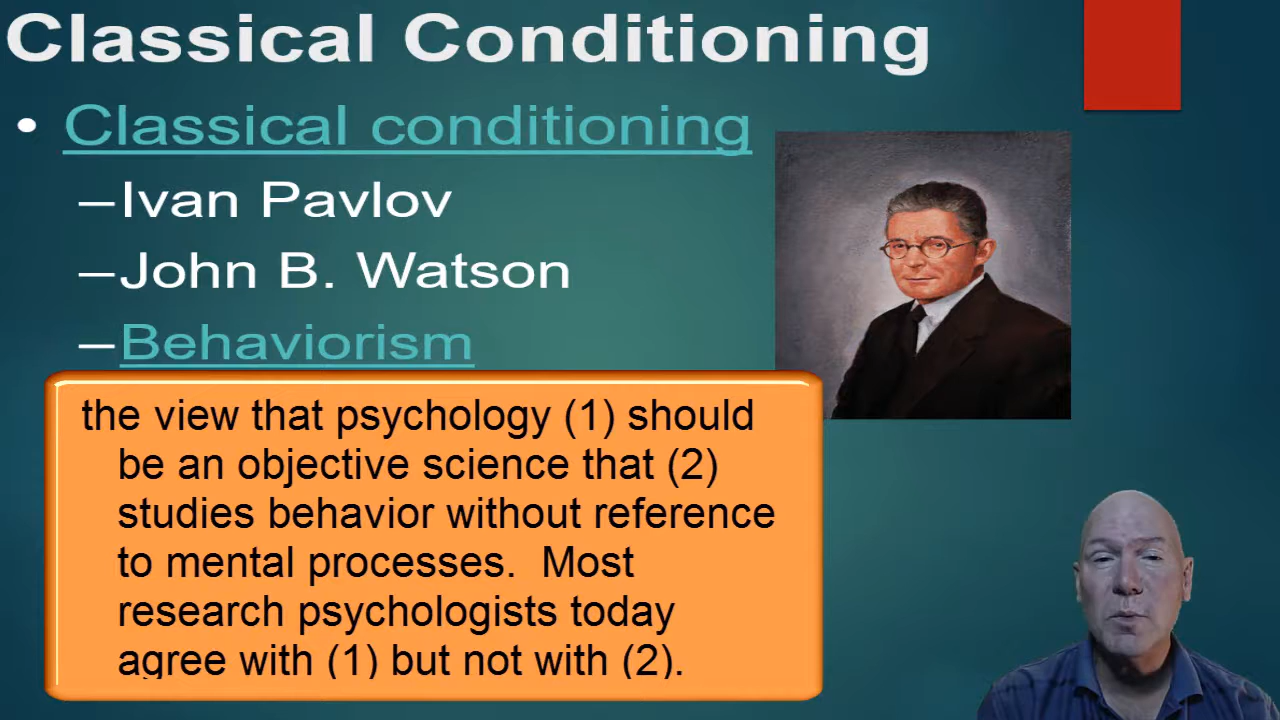 Classical Conditioning
• Classical conditioning
–Ivan Pavlov
–John B. Watson
–Behaviorism
the view that psychology (1) should
be an objective science that (2)
studies behavior without reference
to mental processes.  Most
research psychologists today
agree with (1) but not with (2).